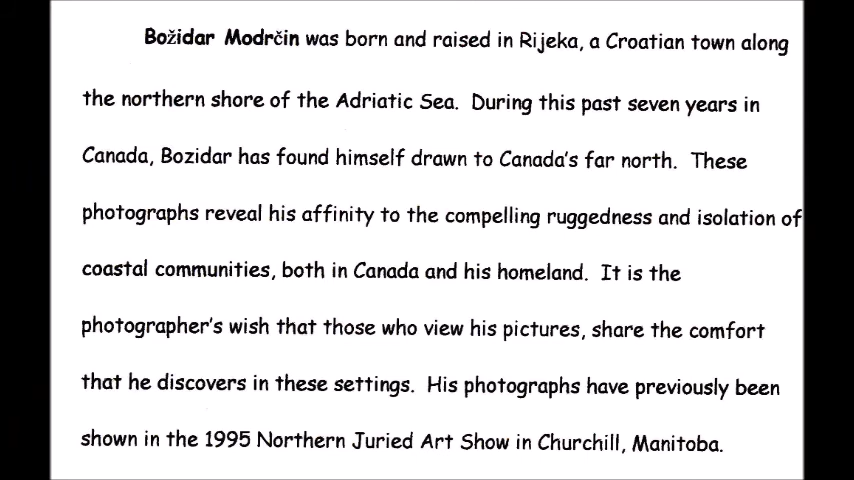 Božidar Modrčin was born and raised in Rijeka, a Croatian town along
the northern shore of the Adriatic Sea. During this past seven years in
Canada, Bozidar has found himself drawn to Canada's far north. These
photographs reveal his affinity to the compelling ruggedness and isolation of
coastal communities, both in Canada and his homeland. It is the
photographer's wish that those who view his pictures, share the comfort
that he discovers in these settings. His photographs have previously been
shown in the 1995 Northern Juried Art Show in Churchill, Manitoba.